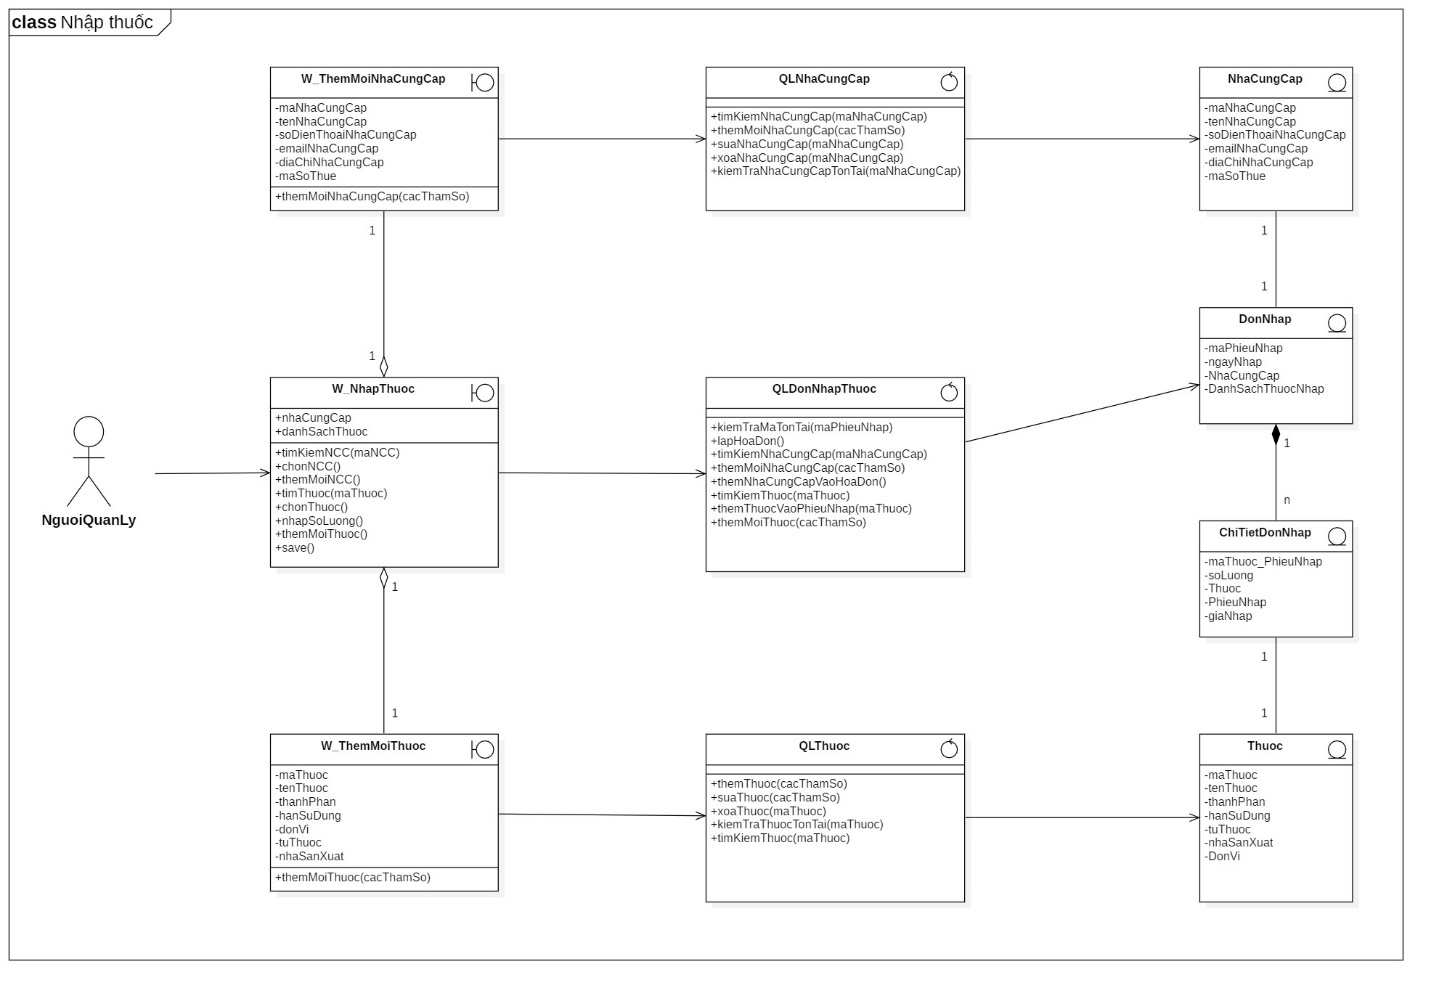 class Nhập thuốc
W_ThemMoiNhaCungCap
-maNhaCungCap
-tenNhaCungCap
-soDienThoaiNhaCungCap
-emailNhaCungCap
-diaChiNhaCungCap
-maSoThue
+themMoiNhaCungCap(cacThamSo)
QLNhaCungCap
+timKiemNhaCungCap(maNhaCungCap)
+themMoiNhaCungCap(cacThamSo)
+suaNhaCungCap(maNhaCungCap)
+xoaNhaCungCap(maNhaCungCap)
+kiemTraNhaCungCapTonTai(maNhaCungCap)
NhaCungCap
-maNhaCungCap
-tenNhaCungCap
-soDienThoaiNhaCungCap
-emailNhaCungCap
-diaChiNhaCungCap
-maSoThue
1
1
1
1
NguoiQuanLy
W_NhapThuoc
+nhaCungCap
+danhSachThuoc
+timKiemNCC(maNCC)
+chonNCC()
+themMoiNCC()
+timThuoc(maThuoc)
+chonThuoc()
+nhapSoLuong()
+themMoiThuoc()
+save()
QLDonNhapThuoc
+kiemTraMaTonTai(maPhieuNhap)
+lapHoaDon()
+timKiemNhaCungCap(maNhaCungCap)
+themMoiNhaCungCap(cacThamSo)
+themNhaCungCapVaoHoaDon()
+timKiemThuoc(maThuoc)
+themThuocVaoPhieuNhap(maThuoc)
+themMoiThuoc(cacThamSo)
DonNhap
-maPhieuNhap
-ngayNhap
-NhaCungCap
-DanhSachThuocNhap
1
n
ChiTietDonNhap
-maThuoc_PhieuNhap
-soLuong
-Thuoc
-PhieuNhap
-giaNhap
1
1
1
1
W_ThemMoiThuoc
-maThuoc
-tenThuoc
-thanhPhan
-hanSuDung
-donVi
-tuThuoc
-nhaSanXuat
+themMoiThuoc(cacThamSo)
QLThuoc
+themThuoc(cacThamSo)
+suaThuoc(cacThamSo)
+xoaThuoc(maThuoc)
+kiemTraThuocTonTai(maThuoc)
+timKiemThuoc(maThuoc)
Thuoc
-maThuoc
-tenThuoc
-thanhPhan
-hanSuDung
-tuThuoc
-nhaSanXuat
-DonVi